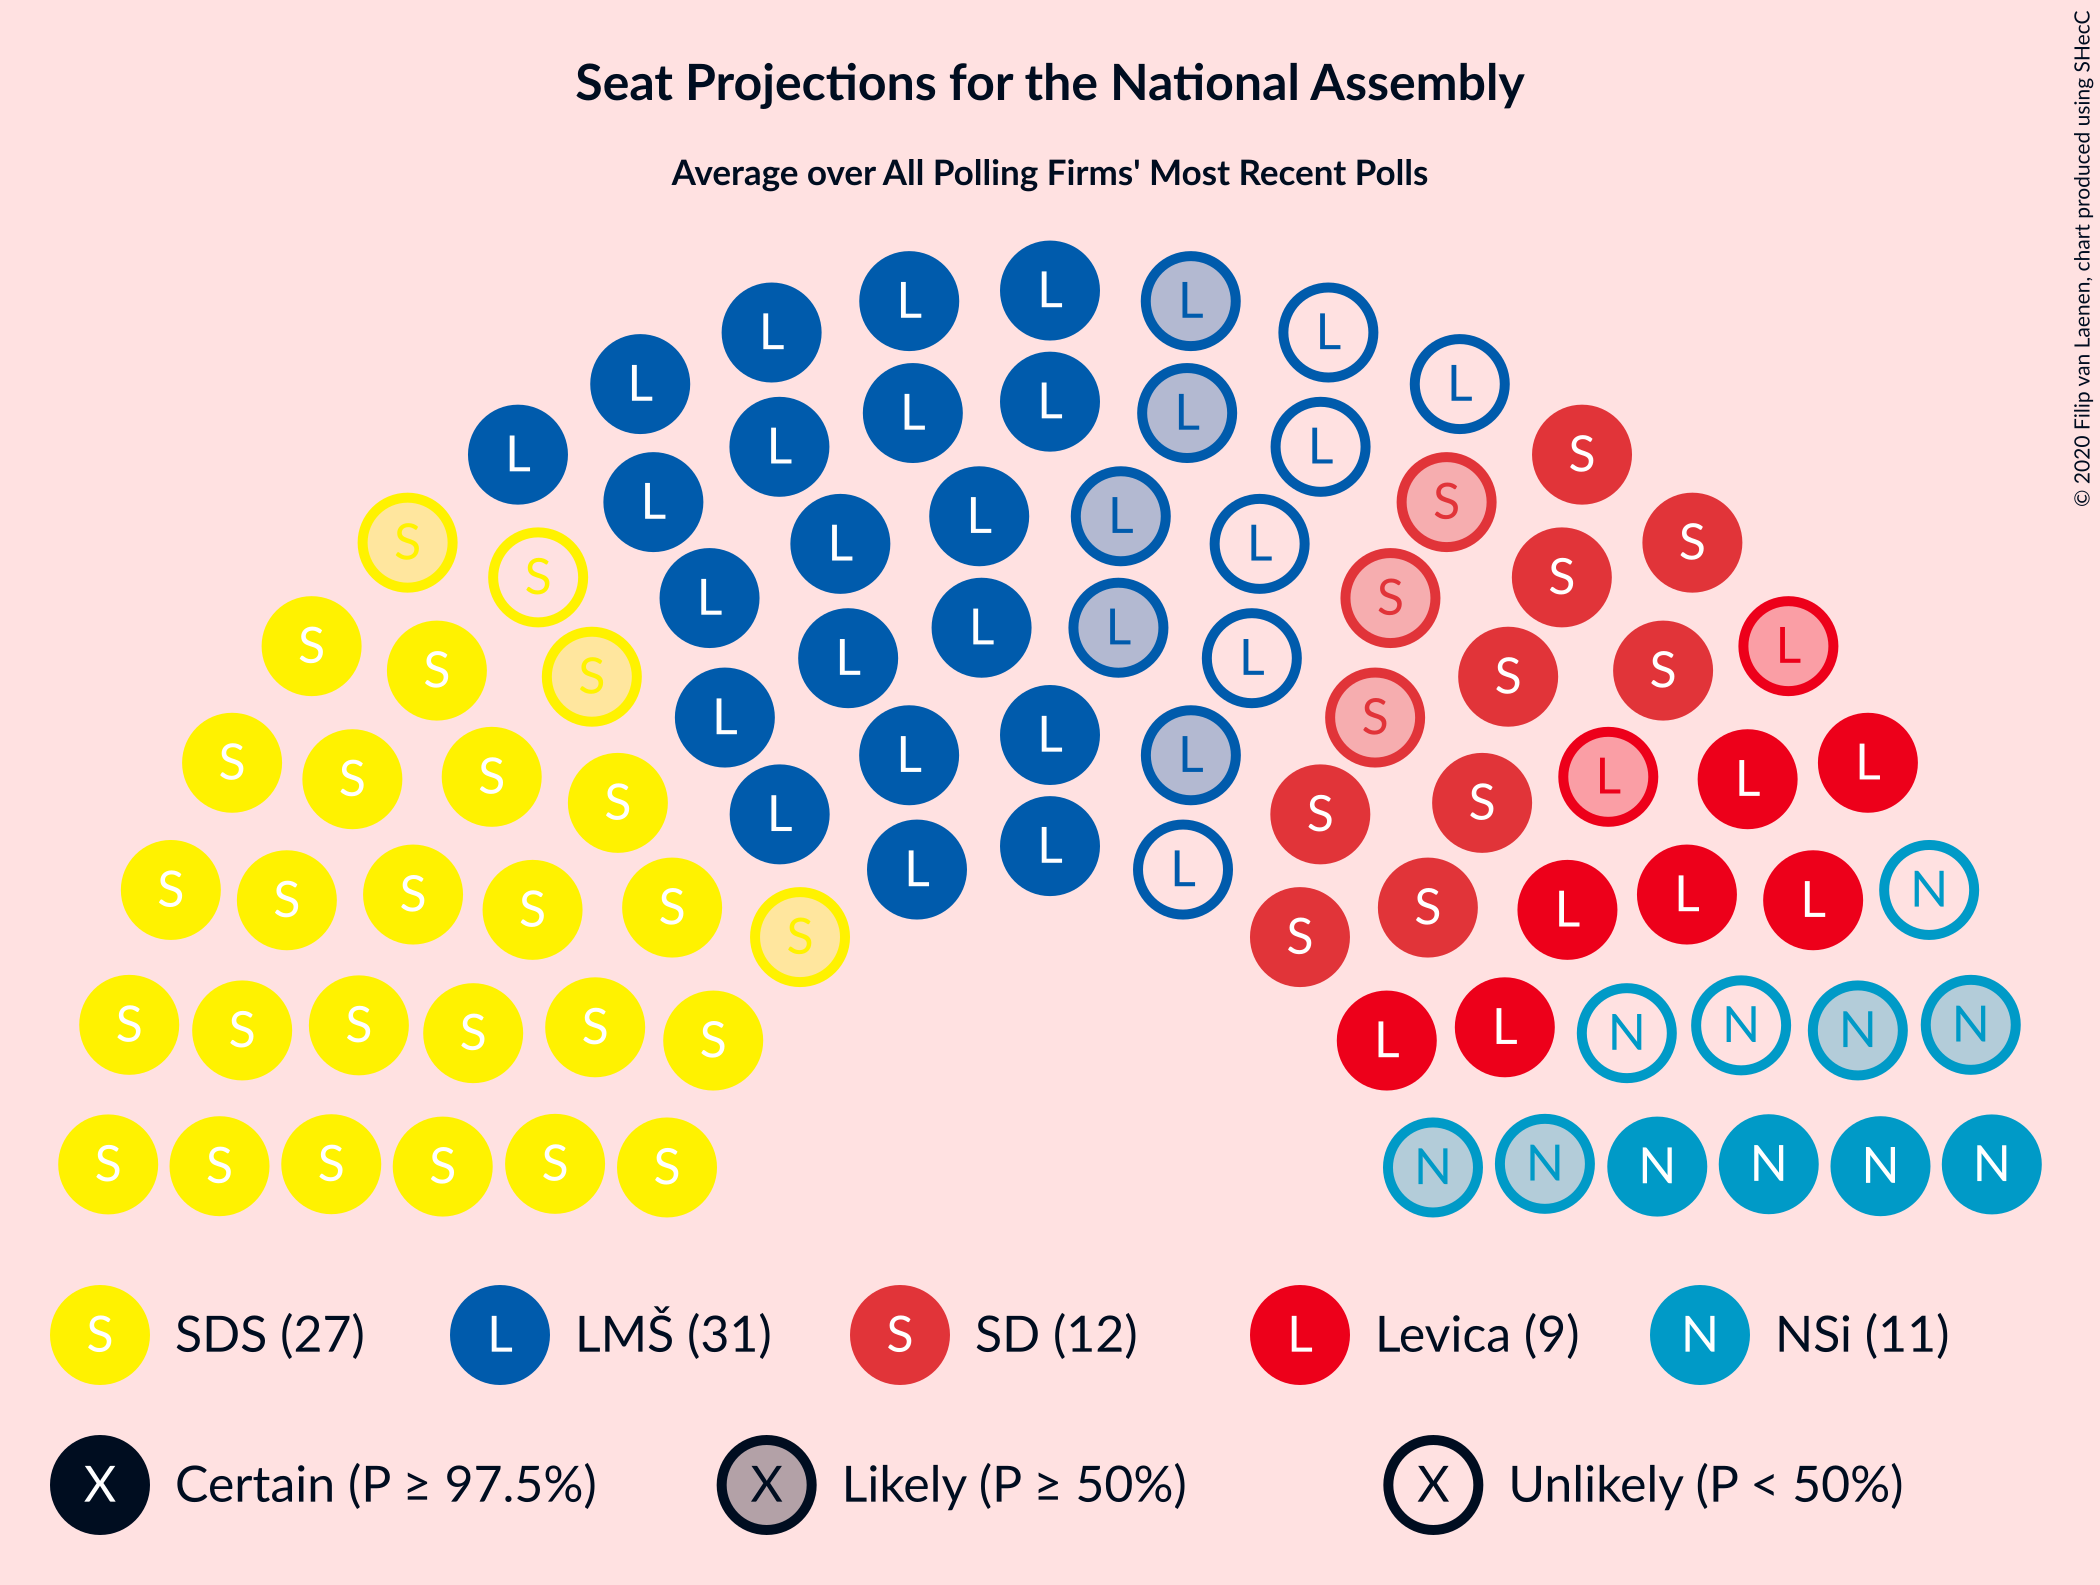 Seat Projections for the National Assembly
Average over All Polling Firms' Most Recent Polls
© 2020 Filip van Laenen, chart produced using SHecC
L
L L
L L
L L
L L
L L L
L L
L L
S S
L L
L L
S S
S S
L L
S S
L L
S S
L L
S S
S S
L L
S S
L L
L L
S S
S S
L L
S S
L L
S S
S S
L L
L
S N
S L
S L
S L
S S
S S
L L
S N
S N
S N
S N
S L
S L
S N
S N
S N
S N
S N
S N
S SDS (27) L LMŠ (31) S SD (12) L Levica (9) N NSi (11)
X Certain (P ≥ 97.5%) X Likely (P ≥ 50%) X Unlikely (P < 50%)